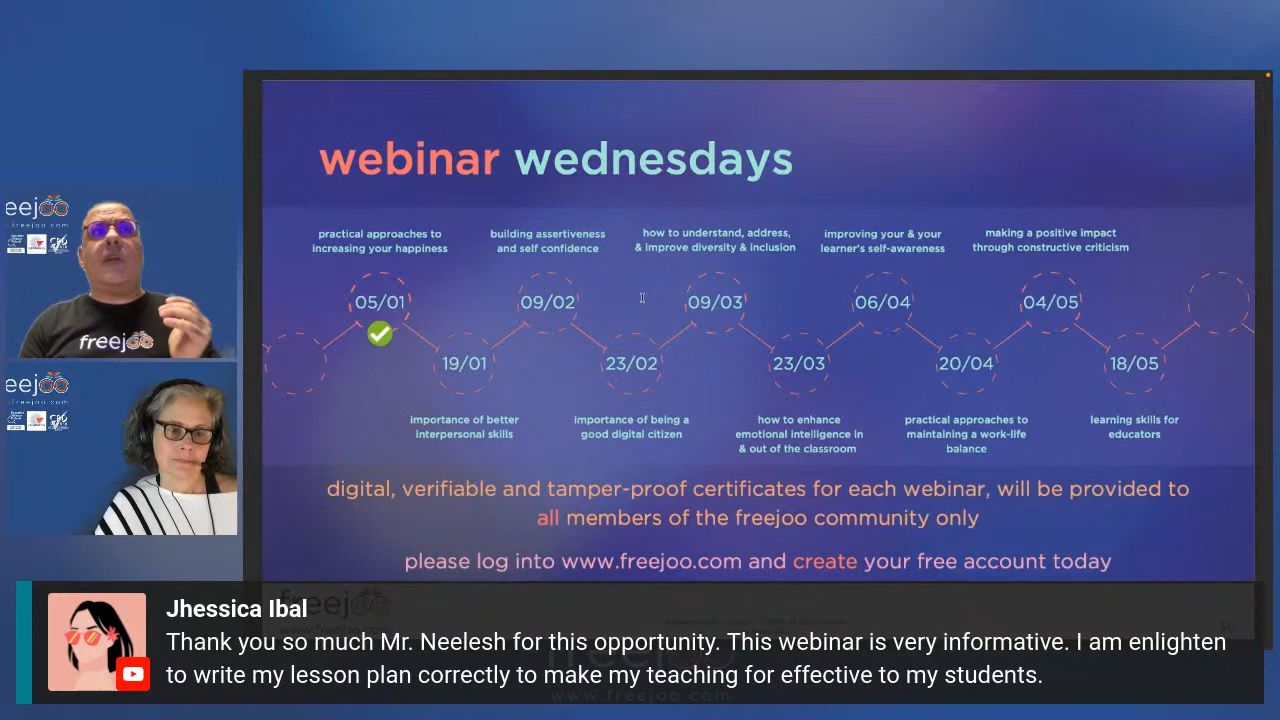 webinar wednesdays
practical approaches to
increasing your happiness
building assertiveness
and self confidence
how to understand, address,
& improve diversity & inclusion
improving your & your
learner's self-awareness
making a positive impact
through constructive criticism
05/01
09/02
09/03
06/04
04/05
19/01
23/02
23/03
20/04
18/05
importance of better
interpersonal skills
importance of being a
good digital citizen
how to enhance
emotional intelligence in
& out of the classroom
practical approaches to
maintaining a work-life
balance
learning skills for
educators
digital, verifiable and tamper-proof certificates for each webinar, will be provided to
all members of the freejoo community only
please log into www.freejoo.com and create your free account today
eejoo
.freejoo.com
freejoo
eejoo
.freejoo.com
freejoo
www.freejoo.com
Jhessica Ibal
Thank you so much Mr. Neelesh for this opportunity. This webinar is very informative. I am enlighten
to write my lesson plan correctly to make my teaching for effective to my students.